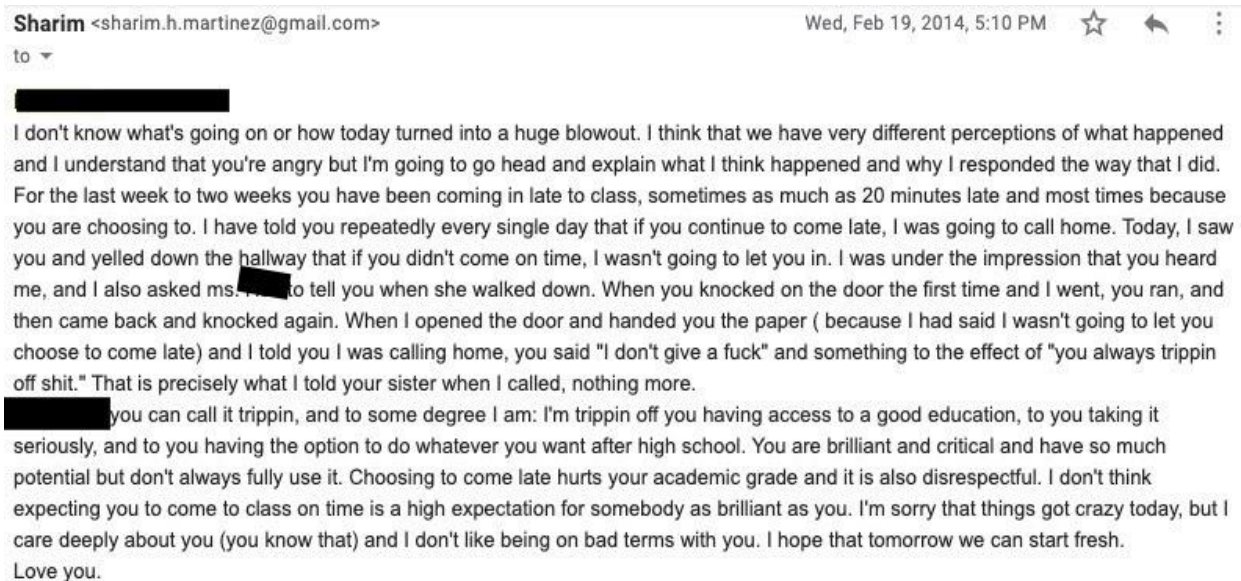 Sharim <sharim.h.martinez@gmail.com> Wed, Feb 19, 2014, 5:10 PM
to
I don't know what's going on or how today turned into a huge blowout. I think that we have very different perceptions of what happened
and I understand that you're angry but I'm going to go head and explain what I think happened and why I responded the way that I did.
For the last week to two weeks you have been coming in late to class, sometimes as much as 20 minutes late and most times because
you are choosing to. I have told you repeatedly every single day that if you continue to come late, I was going to call home. Today, I saw
you and yelled down the hallway that if you didn't come on time, I wasn't going to let you in. I was under the impression that you heard
me, and I also asked ms. to tell you when she walked down. When you knocked on the door the first time and I went, you ran, and
then came back and knocked again. When I opened the door and handed you the paper ( because I had said I wasn't going to let you
choose to come late) and I told you I was calling home, you said "I don't give a fuck" and something to the effect of "you always trippin
off shit." That is precisely what I told your sister when I called, nothing more.
you can call it trippin, and to some degree I am: I'm trippin off you having access to a good education, to you taking it
seriously, and to you having the option to do whatever you want after high school. You are brilliant and critical and have so much
potential but don't always fully use it. Choosing to come late hurts your academic grade and it is also disrespectful. I don't think
expecting you to come to class on time is a high expectation for somebody as brilliant as you. I'm sorry that things got crazy today, but I
care deeply about you (you know that) and I don't like being on bad terms with you. I hope that tomorrow we can start fresh.
Love you.